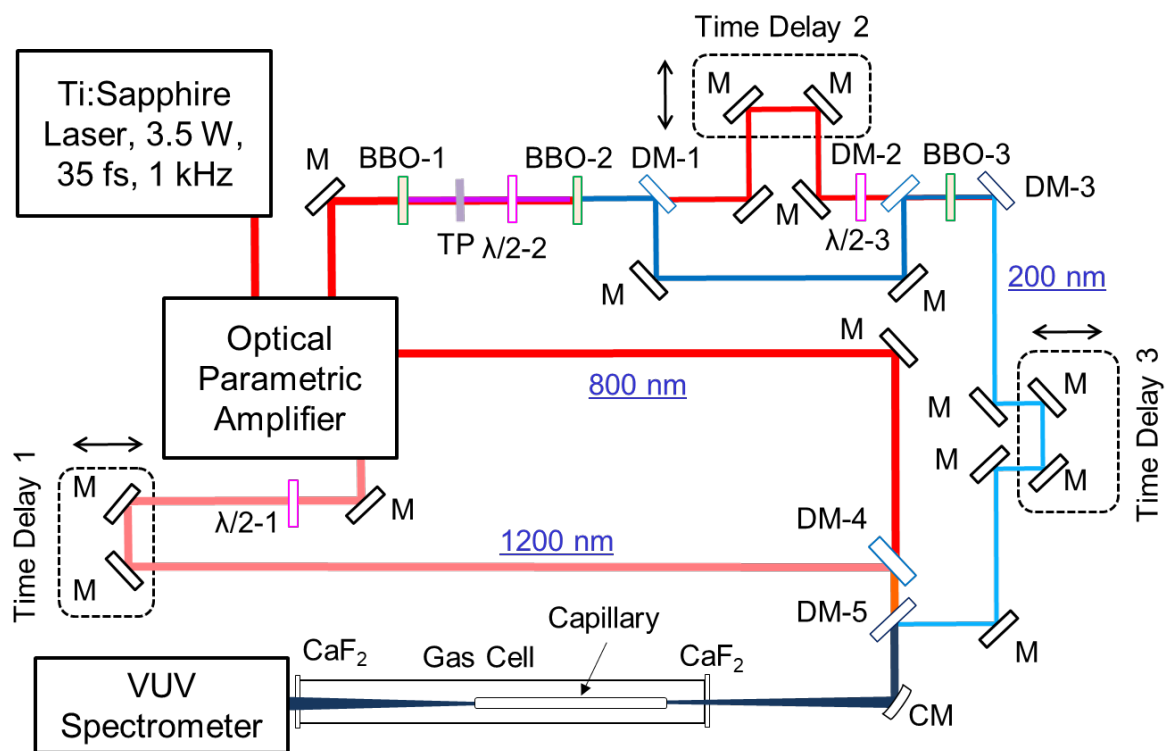 Time Delay 2
Ti:Sapphire
Laser, 3.5 W,
35 fs, 1 kHz
M
M
M
BBO-1
BBO-2
DM-1
DM-2
BBO-3
DM-3
TP
λ/2-2
M
λ/2-3
M
M
200 nm
Optical
Parametric
Amplifier
M
800 nm
M
M
M
M
Time Delay 3
Time Delay 1
M
λ/2-1
M
DM-4
1200 nm
M
DM-5
Capillary
M
CaF2
Gas Cell
CaF2
VUV
Spectrometer
CM